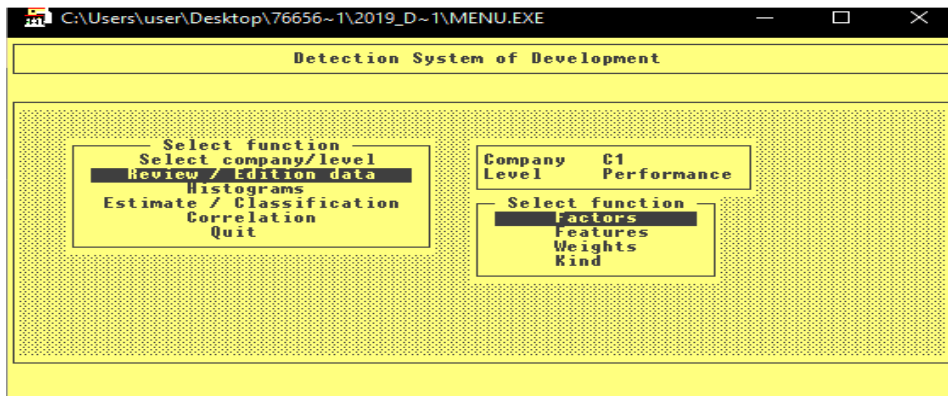 C:\Users\user\Desktop\76656~1\2019_D~1\MENU.EXE
Detection System of Development
Select function
Select company/level
Review / Edition data
Histograms
Estimate / Classification
Correlation
Quit
Company C1
Level Performance
Select function
Factors
Features
Weights
Kind